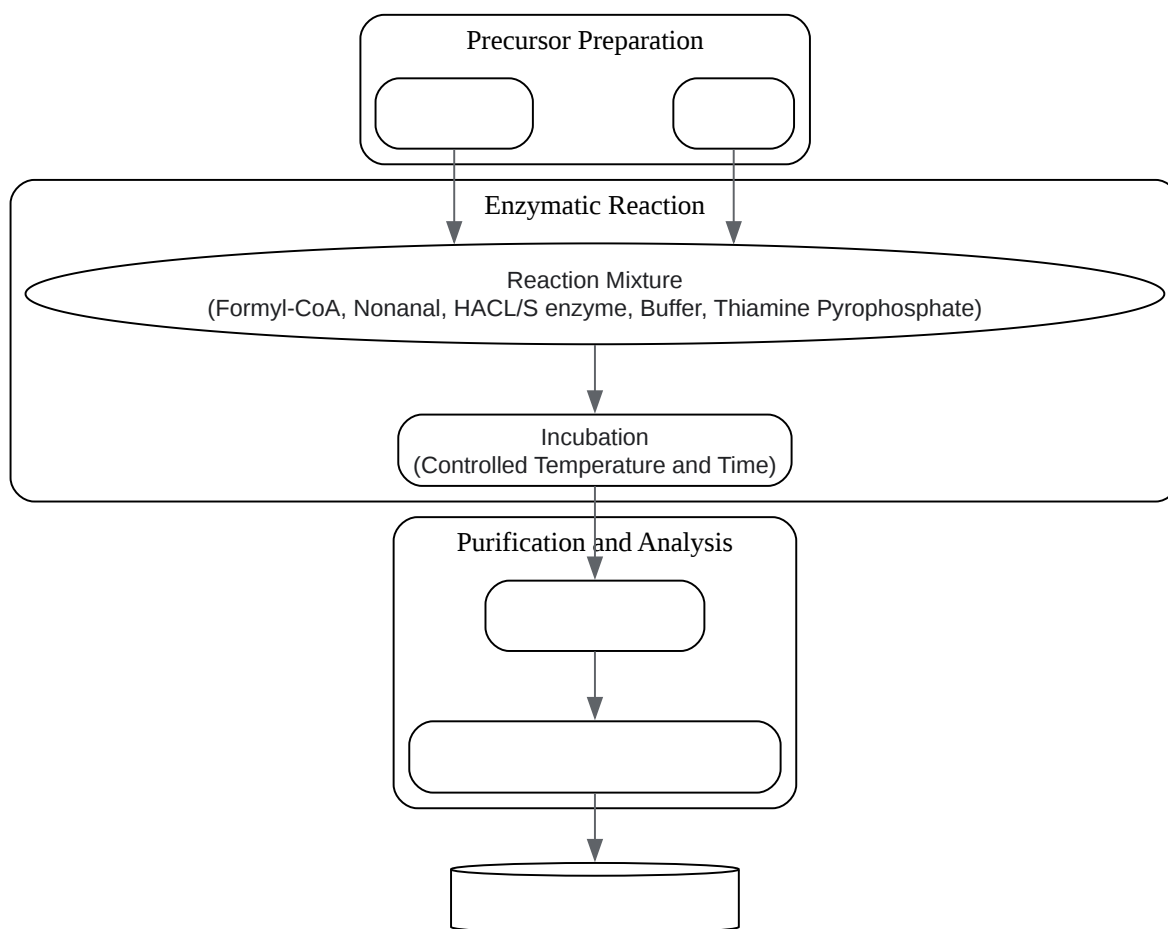 Precursor Preparation
Enzymatic Reaction
Reaction Mixture
(Formyl-CoA, Nonanal, HACL/S enzyme, Buffer, Thiamine Pyrophosphate)
Incubation
(Controlled Temperature and Time)
Purification and Analysis